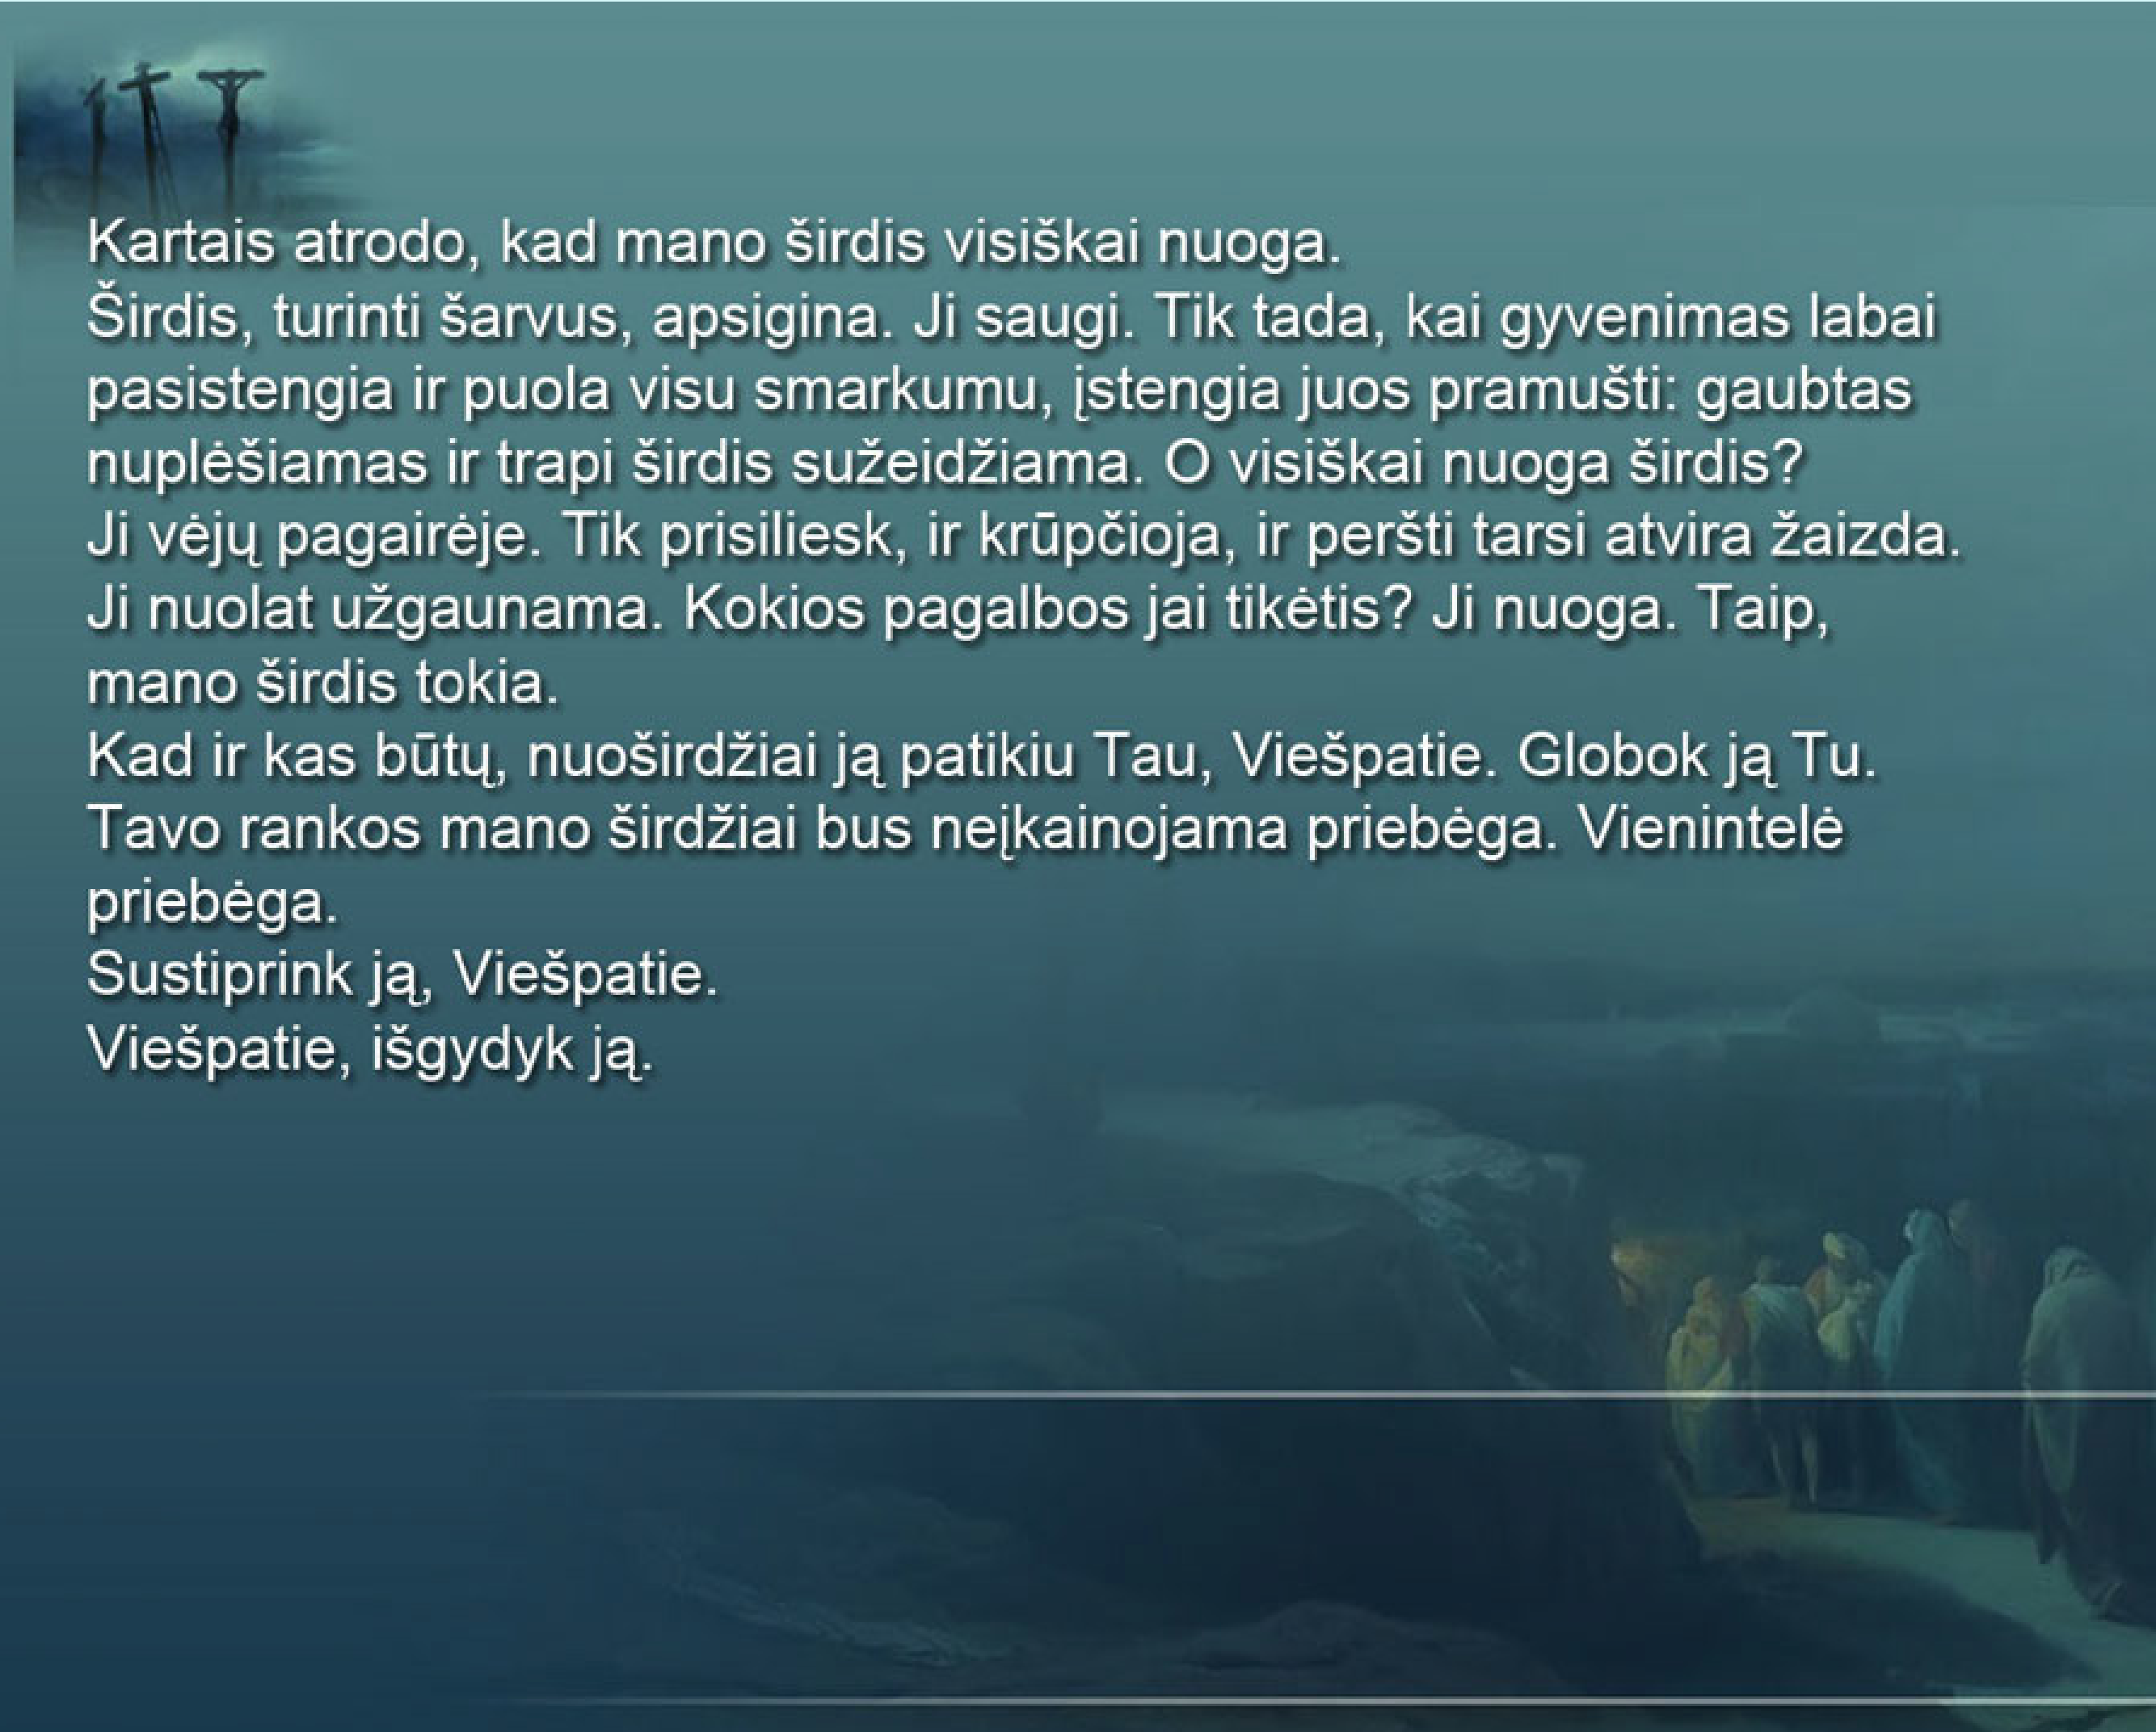 Kartais atrodo, kad mano širdis visiškai nuoga.
Širdis, turinti šarvus, apsigina. Ji saugi. Tik tada, kai gyvenimas labai
pasistengia ir puola visu smarkumu, įstengia juos pramušti: gaubtas
nuplėšiamas ir trapi širdis sužeidžiama. O visiškai nuoga širdis?
Ji vėjų pagairėje. Tik prisiliesk, ir krūpčioja, ir peršti tarsi atvira žaizda.
Ji nuolat užgaunama. Kokios pagalbos jai tikėtis? Ji nuoga. Taip,
mano širdis tokia.
Kad ir kas būtų, nuoširdžiai ją patikiu Tau, Viešpatie. Globok ją Tu.
Tavo rankos mano širdžiai bus neįkainojama priebėga. Vienintelė
priebėga.
Sustiprink ją, Viešpatie.
Viešpatie, išgydyk ją.